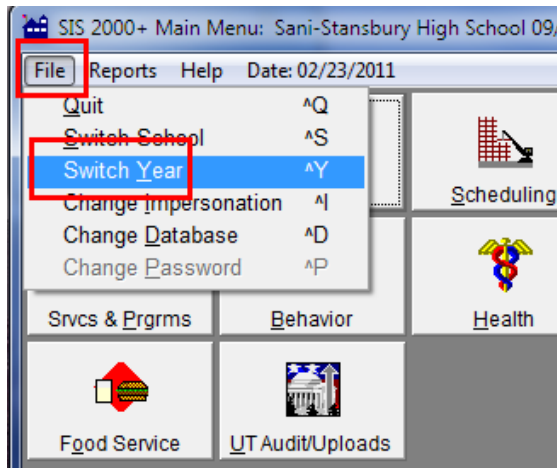 SIS 2000+ Main Menu: Sani-Stansbury High School 09/
File Reports Help Date: 02/23/2011
Quit ^Q
Switch School ^S
Switch Year ^Y
Change Impersonation ^I
Change Database ^D
Change Password ^P
Scheduling
Srvcs & Prgrms Behavior Health
Food Service UT Audit/Uploads